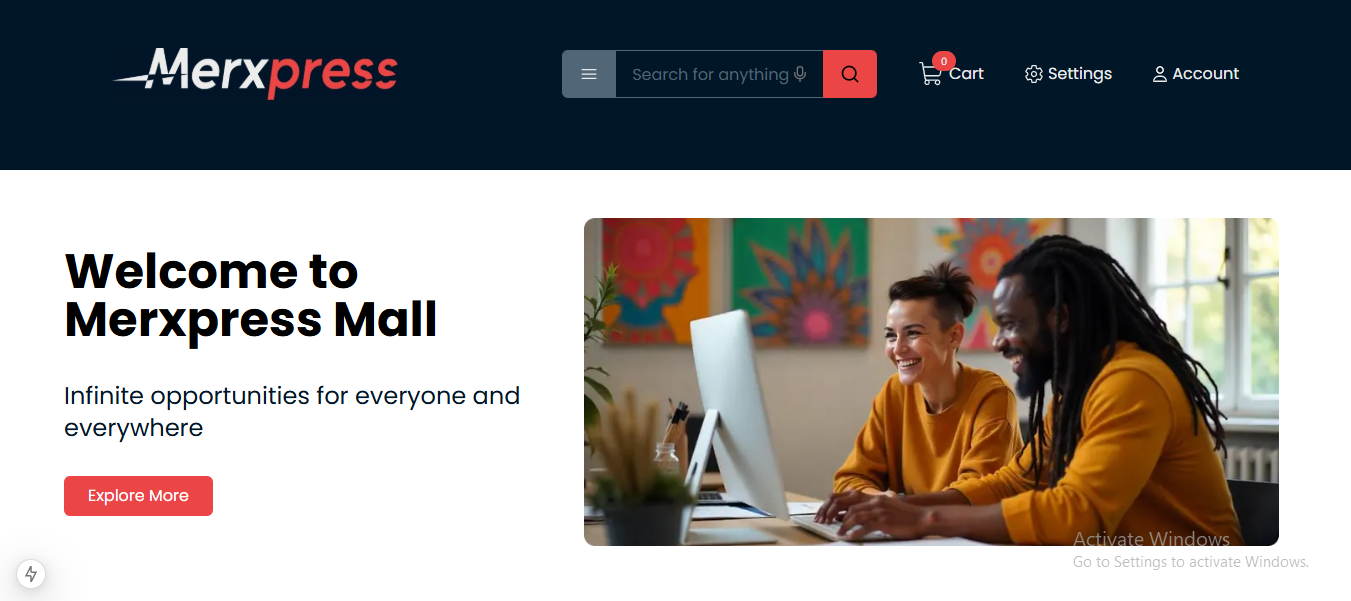 Merxpress
Search for anything
0
Cart
Settings
Account
Welcome to
Merxpress Mall
Infinite opportunities for everyone and
everywhere
Explore More
Activate Windows
Go to Settings to activate Windows.